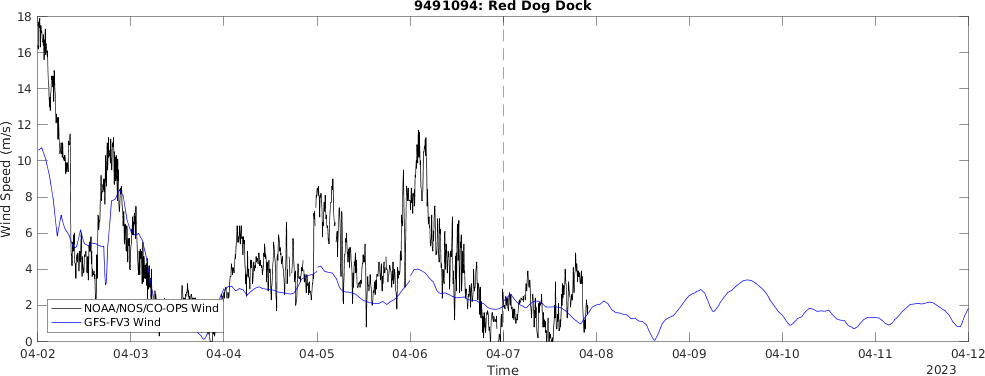 9491094: Red Dog Dock
Wind Speed (m/s)
18
16
14
12
10
8
6
4
2
0
NOAA/NOS/CO-OPS Wind
GFS-FV3 Wind
04-02 04-03 04-04 04-05 04-06 04-07 04-08 04-09 04-10 04-11 04-12
Time
2023